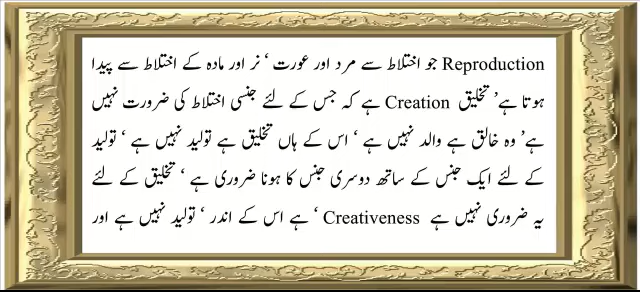 Reproduction جو اختلاط سے مرد اور عورت ‘ نر اور مادہ کے اختلاط سے پیدا
ہوتا ہے’ تخلیق Creation ہے کہ جس کے لئے جنسی اختلاط کی ضرورت نہیں
ہے’ وہ خالق ہے والد نہیں ہے ‘ اس کے ہاں تخلیق ہے تولید نہیں ہے ‘ تولید
کے لئے ایک جنس کے ساتھ دوسری جنس کا ہونا ضروری ہے ‘ تخلیق کے لئے
یہ ضروری نہیں ہے Creativeness ‘ ہے اس کے اندر ‘ تولید نہیں ہے اور